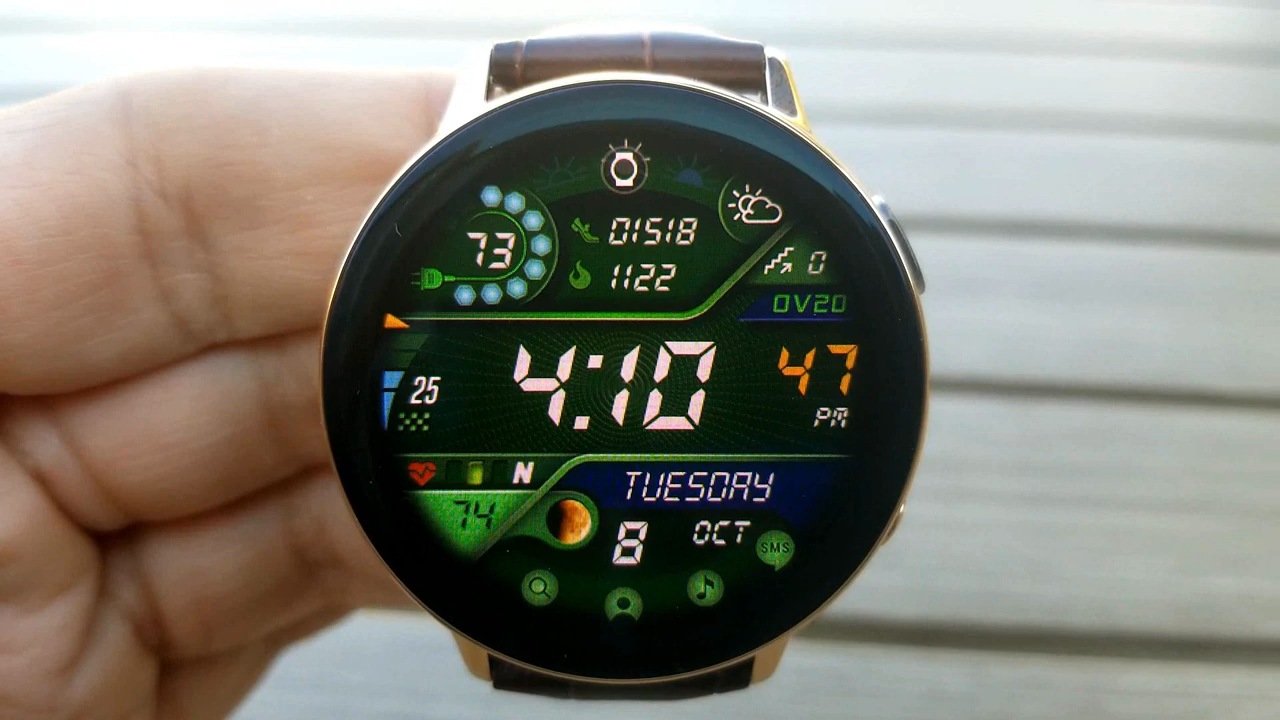 73
01518
1122
0
OV20
4:10
47
25
PM
N
TUESDAY
74
8 OCT
SMS